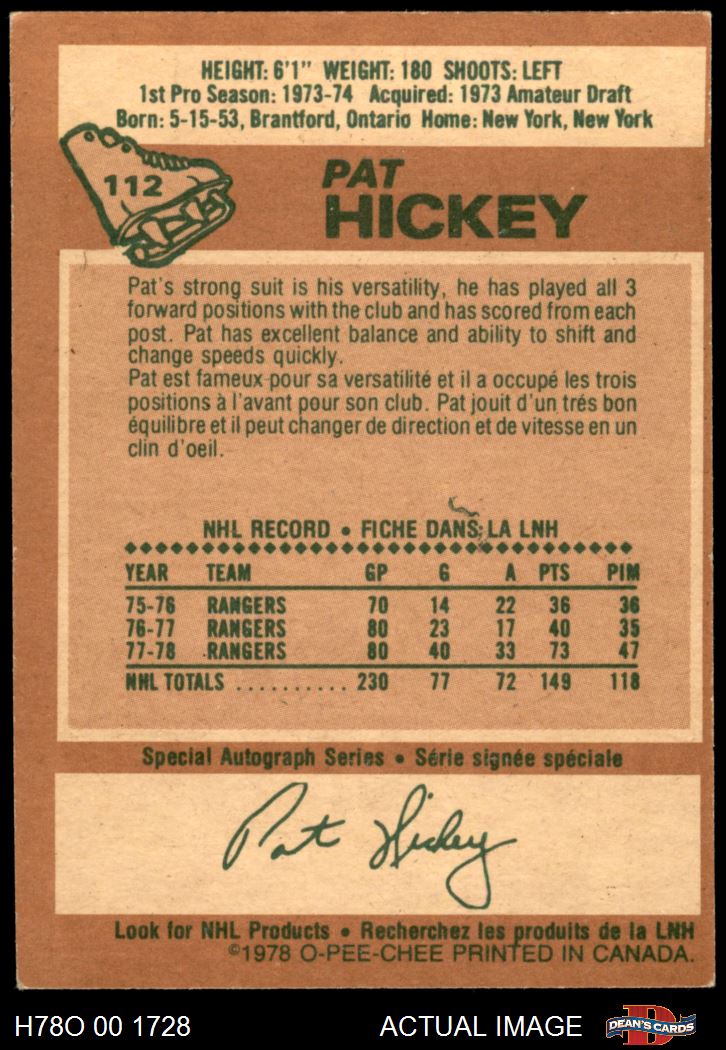 HEIGHT: 6'1" WEIGHT: 180 SHOOTS: LEFT
1st Pro Season: 1973-74 Acquired: 1973 Amateur Draft
Born: 5-15-53, Brantford, Ontario Home: New York, New York
112
PAT
HICKEY
Pat's strong suit is his versatility, he has played all 3
forward positions with the club and has scored from each
post. Pat has excellent balance and ability to shift and
change speeds quickly.
Pat est fameux pour sa versatilité et il a occupé les trois
positions à l'avant pour son club. Pat jouit d'un trés bon
équilibre et il peut changer de direction et de vitesse en un
clin d'oeil.
NHL RECORD • FICHE DANS LA LNH
YEAR TEAM GP G A PTS PIM
75-76 RANGERS 70 14 22 36 36
76-77 RANGERS 80 23 17 40 35
77-78 RANGERS 80 40 33 73 47
NHL TOTALS .......... 230 77 72 149 118
Special Autograph Series • Série signée spéciale
Pat Hickey
Look for NHL Products • Recherchez les produits de la LNH
©1978 O-PEE-CHEE PRINTED IN CANADA.
H78O 00 1728 ACTUAL IMAGE D DEAN'S CARDS